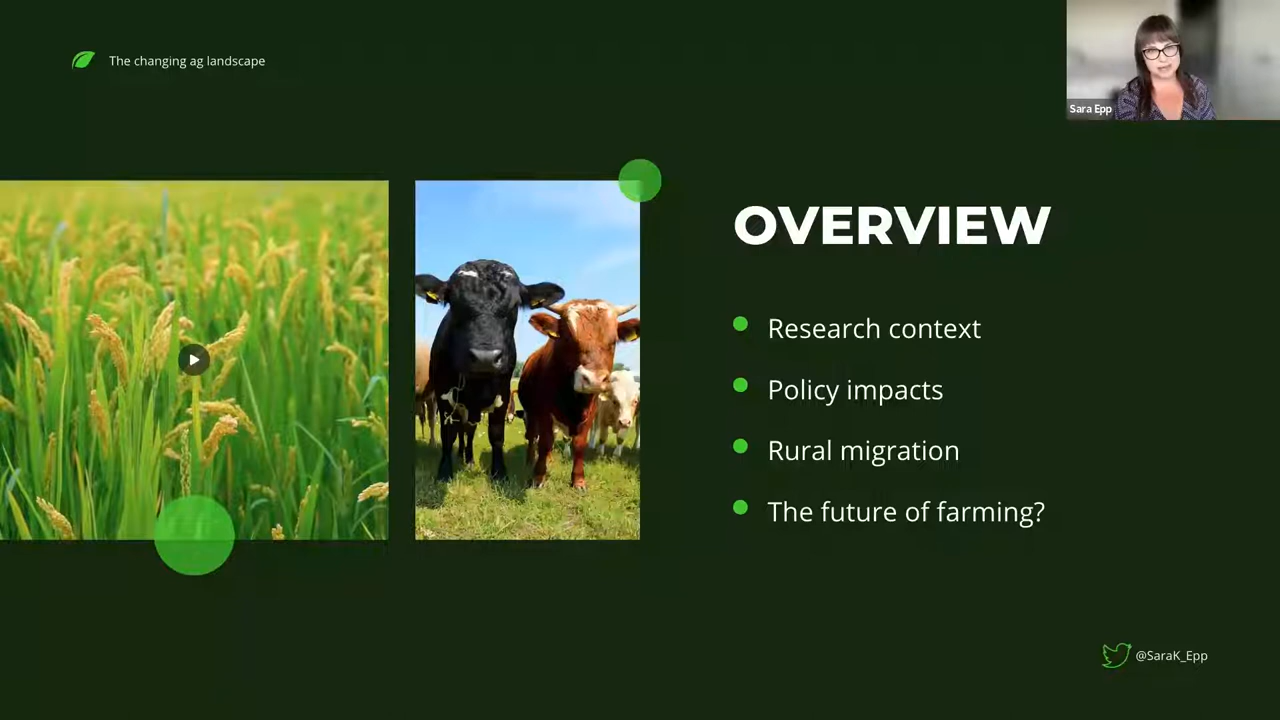 The changing ag landscape
Sara Epp
OVERVIEW
Research context
Policy impacts
Rural migration
The future of farming?
@SaraK_Epp